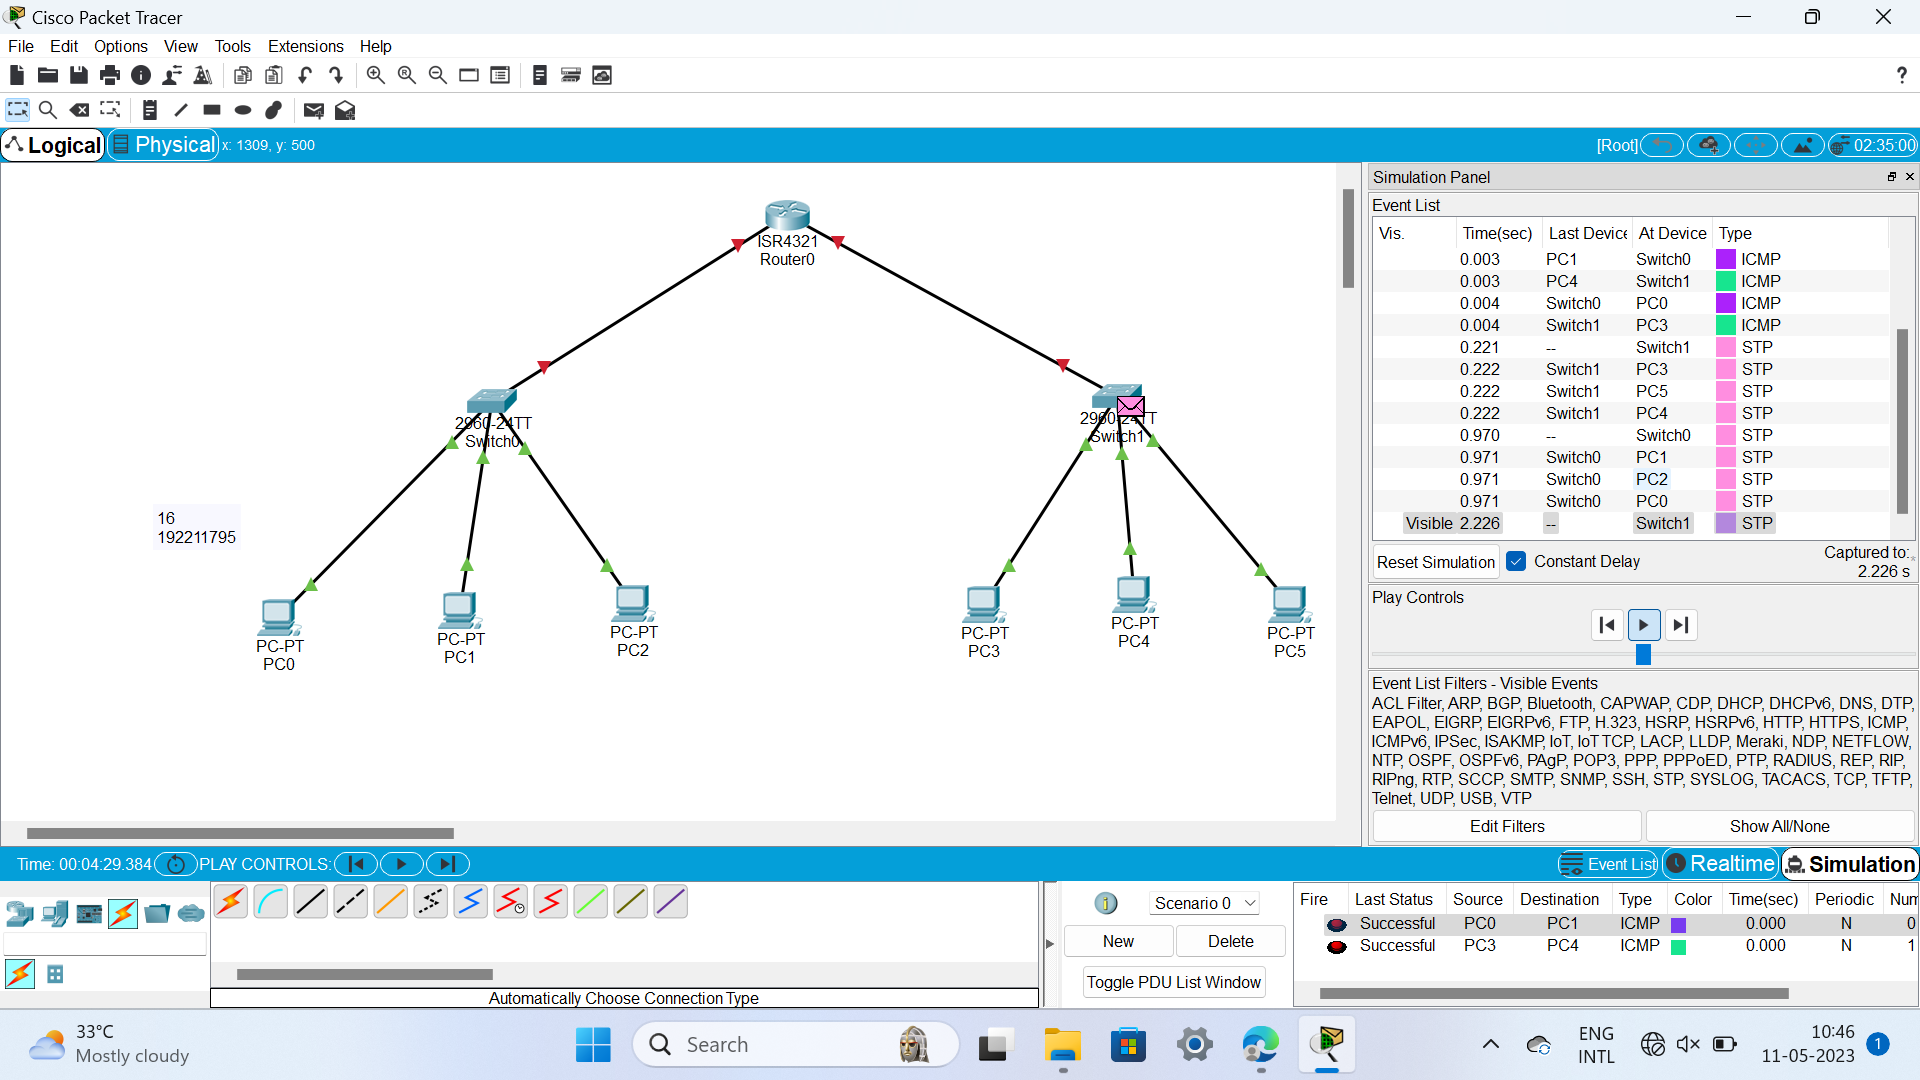 Cisco Packet Tracer
File Edit Options View Tools Extensions Help
?
Logical Physical x: 1309, y: 500 [Root] 02:35:00
ISR4321
Router0
2960-24TT
Switch0
2960-24TT
Switch1
16
192211795
PC-PT
PC0
PC-PT
PC1
PC-PT
PC2
PC-PT
PC3
PC-PT
PC4
PC-PT
PC5
Simulation Panel
Event List
Vis. Time(sec) Last Device At Device Type
0.003 PC1 Switch0 ICMP
0.003 PC4 Switch1 ICMP
0.004 Switch0 PC0 ICMP
0.004 Switch1 PC3 ICMP
0.221 -- Switch1 STP
0.222 Switch1 PC3 STP
0.222 Switch1 PC5 STP
0.222 Switch1 PC4 STP
0.970 -- Switch0 STP
0.971 Switch0 PC1 STP
0.971 Switch0 PC2 STP
0.971 Switch0 PC0 STP
Visible 2.226 -- Switch1 STP
Reset Simulation Constant Delay Captured to:
2.226 s
Play Controls
Event List Filters - Visible Events
ACL Filter, ARP, BGP, Bluetooth, CAPWAP, CDP, DHCP, DHCPv6, DNS, DTP,
EAPOL, EIGRP, EIGRPv6, FTP, H.323, HSRP, HSRPv6, HTTP, HTTPS, ICMP,
ICMPv6, IPSec, ISAKMP, IoT, IoT TCP, LACP, LLDP, Meraki, NDP, NETFLOW,
NTP, OSPF, OSPFv6, PAgP, POP3, PPP, PPPoED, PTP, RADIUS, REP, RIP,
RIPng, RTP, SCCP, SMTP, SNMP, SSH, STP, SYSLOG, TACACS, TCP, TFTP,
Telnet, UDP, USB, VTP
Edit Filters Show All/None
Time: 00:04:29.384 PLAY CONTROLS: Event List Realtime Simulation
Automatically Choose Connection Type
Scenario 0
New Delete
Toggle PDU List Window
Fire Last Status Source Destination Type Color Time(sec) Periodic Num
Successful PC0 PC1 ICMP 0.000 N 0
Successful PC3 PC4 ICMP 0.000 N 1
33°C
Mostly cloudy
Search
ENG
INTL
10:46
11-05-2023
1